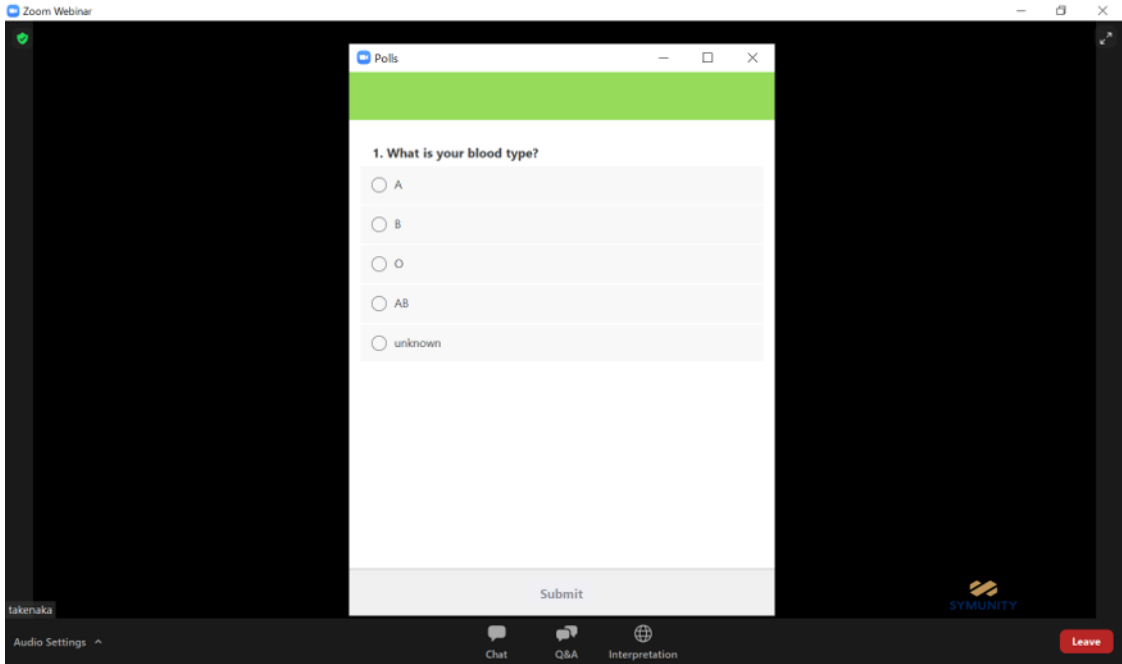 Zoom Webinar
Polls
1. What is your blood type?
A
B
O
AB
unknown
Submit
SYMUNITY
takenaka
Audio Settings
Chat
Q&A
Interpretation
Leave